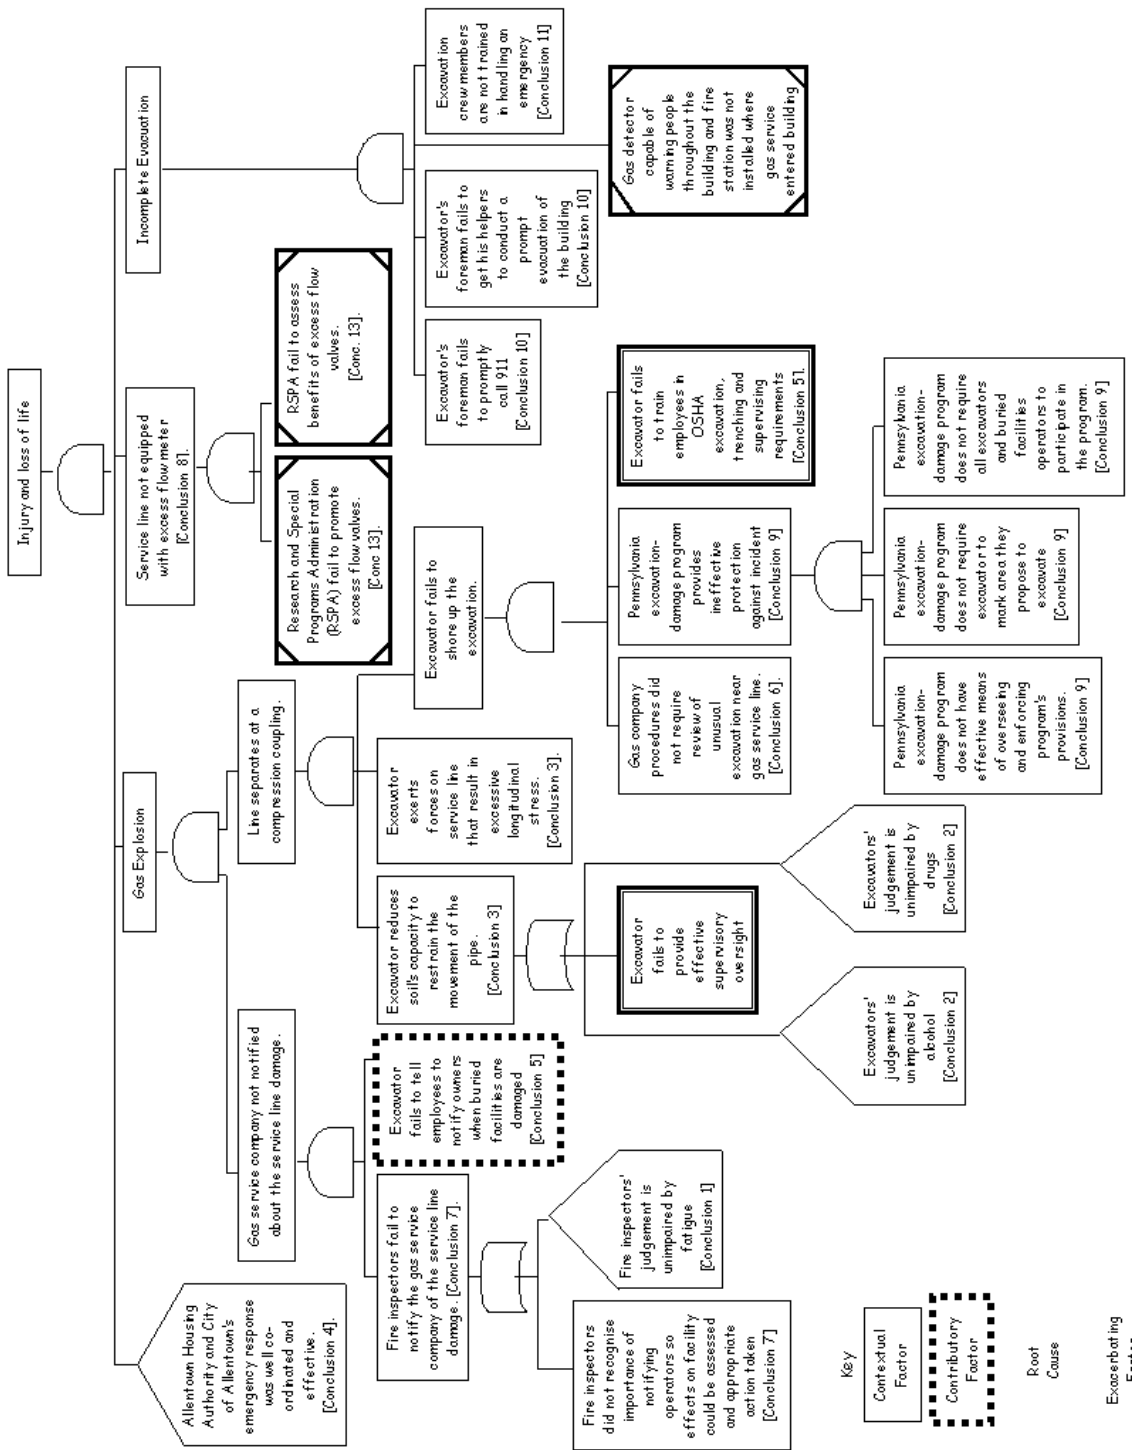 Injury and loss of life
Allentown Housing
Authority and City
of Allentown's
emergency response
was well co-
ordinated and
effective.
[Conclusion 4].
Gas Explosion
Service line not equipped
with excess flow meter
[Conclusion 8].
Incomplete Evacuation
Gas service company not notified
about the service line damage.
Line separates at a
compression coupling.
Research and Special
Programs Administration
(RSPA) fail to promote
excess flow valves.
[Conc 13].
RSPA fail to assess
benefits of excess flow
valves.
[Conc. 13].
Fire inspectors fail to
notify the gas service
company of the service line
damage. [Conclusion 7].
Excavator
fails to tell
employees to
notify owners
when buried
facilities are
damaged
[Conclusion 5]
Excavator reduces
soil's capacity to
restrain the
movement of the
pipe.
[Conclusion 3]
Excavator
exerts
forces on
service line
that result in
excessive
longitudinal
stress.
[Conclusion 3].
Excavator fails to
shore up the
excavation.
Excavator's
foreman fails
to promptly
call 911
[Conclusion 10]
Excavator's
foreman fails to
get his helpers
to conduct a
prompt
evacuation of
the building
[Conclusion 10]
Excavation
crew members
are not trained
in handling an
emergency
[Conclusion 11]
Fire inspectors
did not recognise
importance of
notifying
operators so
effects on facility
could be assessed
and appropriate
action taken
[Conclusion 7]
Fire inspectors'
judgement is
unimpaired by
fatigue
[Conclusion 1]
Excavator
fails to
provide
effective
supervisory
oversight
Gas company
procedures did
not require
review of
unusual
excavation near
gas service line.
[Conclusion 6].
Pennsylvania
excavation-
damage program
provides
ineffective
protection
against incident
[Conclusion 9]
Excavator fails
to train
employees in
OSHA
excavation,
trenching and
supervising
requirements
[Conclusion 5].
Gas detector
capable of
warning people
throughout the
building and fire
station was not
installed where
gas service
entered building
Excavators'
judgement is
unimpaired by
alcohol
[Conclusion 2]
Excavators'
judgement is
unimpaired by
drugs
[Conclusion 2]
Pennsylvania
excavation-
damage program
does not have
effective means
of overseeing
and enforcing
program's
provisions.
[Conclusion 9]
Pennsylvania
excavation-
damage program
does not require
excavator to
mark area they
propose to
excavate
[Conclusion 9]
Pennsylvania
excavation-
damage program
does not require
all excavators
and buried
facilities
operators to
participate in
the program.
[Conclusion 9]
Key
Contextual
Factor
Contributory
Factor
Root
Cause
Exacerbating